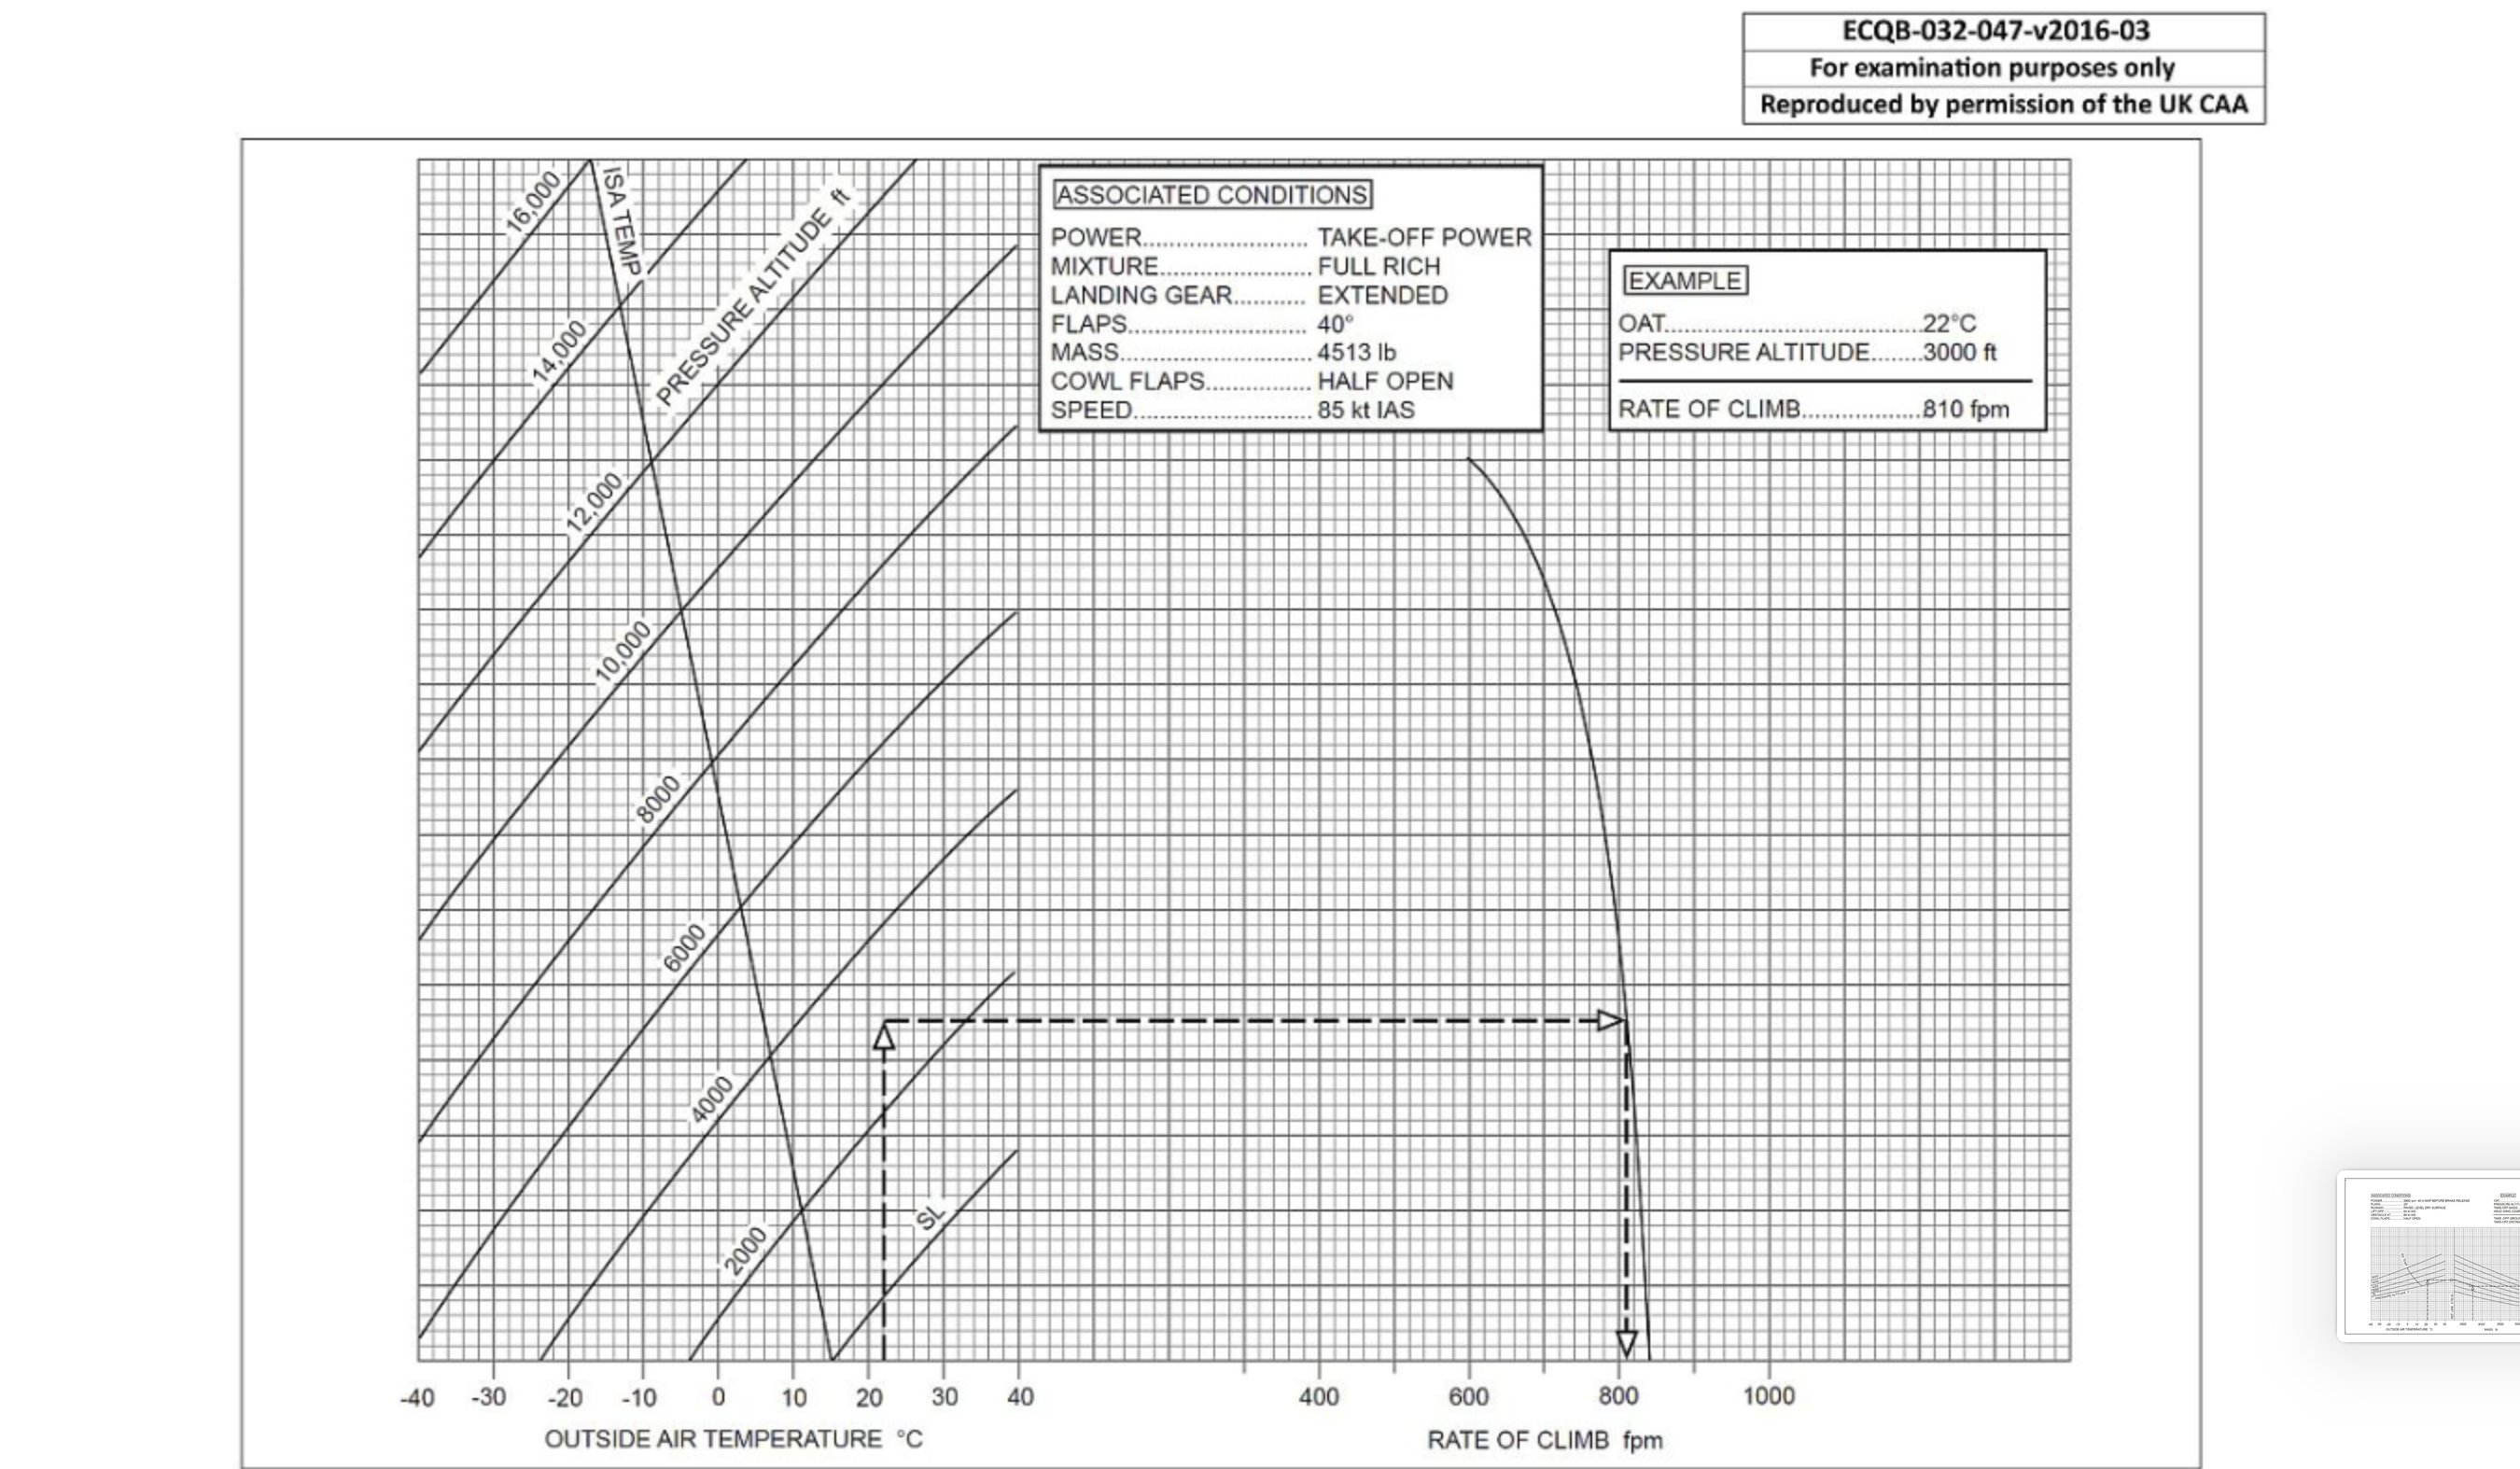 ECQB-032-047-v2016-03
For examination purposes only
Reproduced by permission of the UK CAA
ASSOCIATED CONDITIONS
POWER......................... TAKE-OFF POWER
MIXTURE....................... FULL RICH
LANDING GEAR........... EXTENDED
FLAPS........................... 40°
MASS............................. 4513 lb
COWL FLAPS................ HALF OPEN
SPEED........................... 85 kt IAS
EXAMPLE
OAT......................................22°C
PRESSURE ALTITUDE........3000 ft
RATE OF CLIMB..................810 fpm
ISA TEMP
PRESSURE ALTITUDE ft
16,000
14,000
12,000
10,000
8000
6000
4000
2000
SL
-40 -30 -20 -10 0 10 20 30 40 400 600 800 1000
OUTSIDE AIR TEMPERATURE °C RATE OF CLIMB fpm